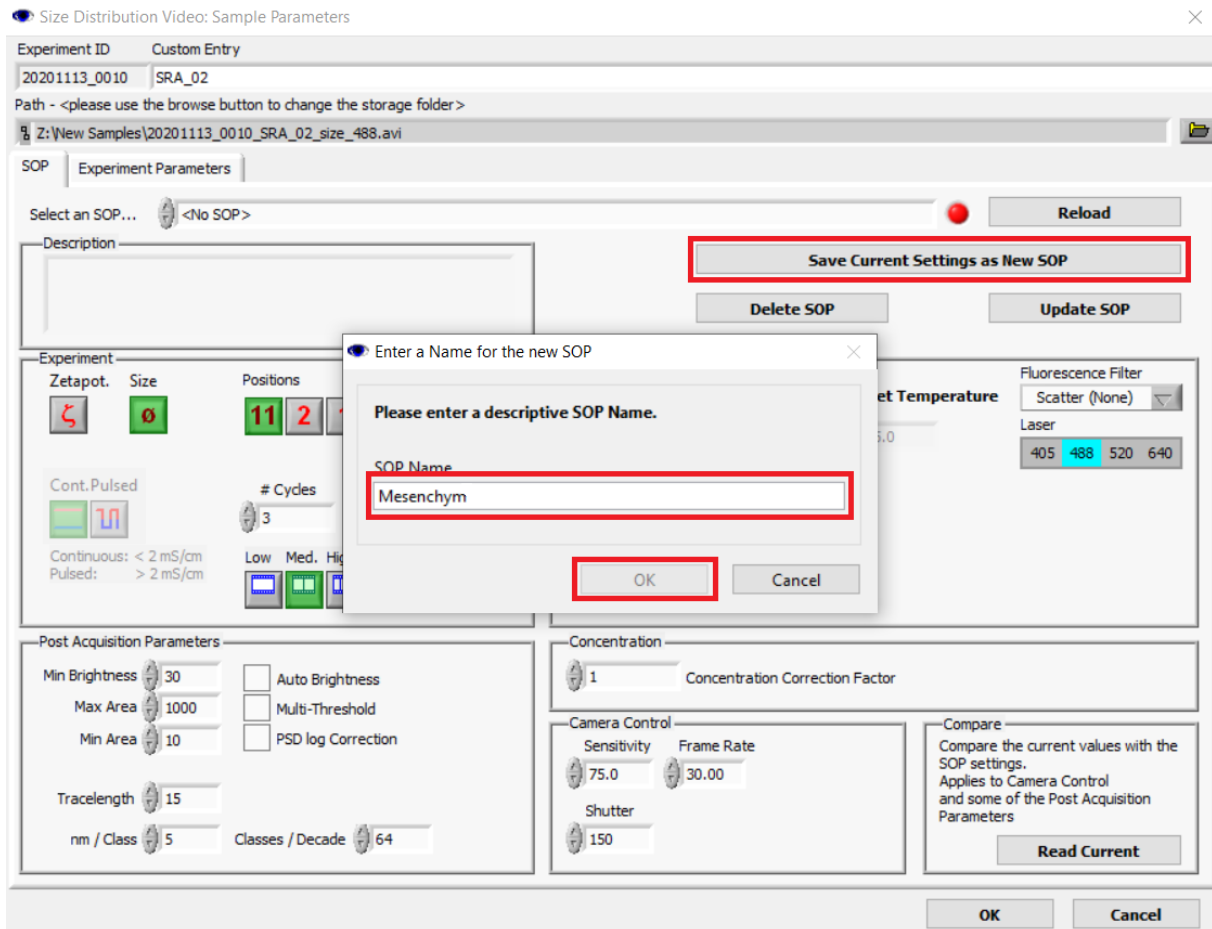 Size Distribution Video: Sample Parameters
Experiment ID Custom Entry
20201113_0010 SRA_02
Path - <please use the browse button to change the storage folder>
Z:\New Samples\20201113_0010_SRA_02_size_488.avi
SOP Experiment Parameters
Select an SOP... <No SOP> Reload
Description
Save Current Settings as New SOP
Delete SOP Update SOP
Enter a Name for the new SOP
Please enter a descriptive SOP Name.
SOP Name
Mesenchym
OK Cancel
Experiment
Zetapot. Size Positions
ζ ø 11 2
Cont. Pulsed # Cycles
3
Continuous: < 2 mS/cm
Pulsed: > 2 mS/cm
Low Med.
Temperature
Fluorescence Filter
Scatter (None)
Laser
405 488 520 640
Post Acquisition Parameters
Min Brightness 30 Auto Brightness
Max Area 1000 Multi-Threshold
Min Area 10 PSD log Correction
Tracelength 15
nm / Class 5 Classes / Decade 64
Concentration
1 Concentration Correction Factor
Camera Control
Sensitivity Frame Rate
75.0 30.00
Shutter
150
Compare
Compare the current values with the
SOP settings.
Applies to Camera Control
and some of the Post Acquisition
Parameters
Read Current
OK Cancel